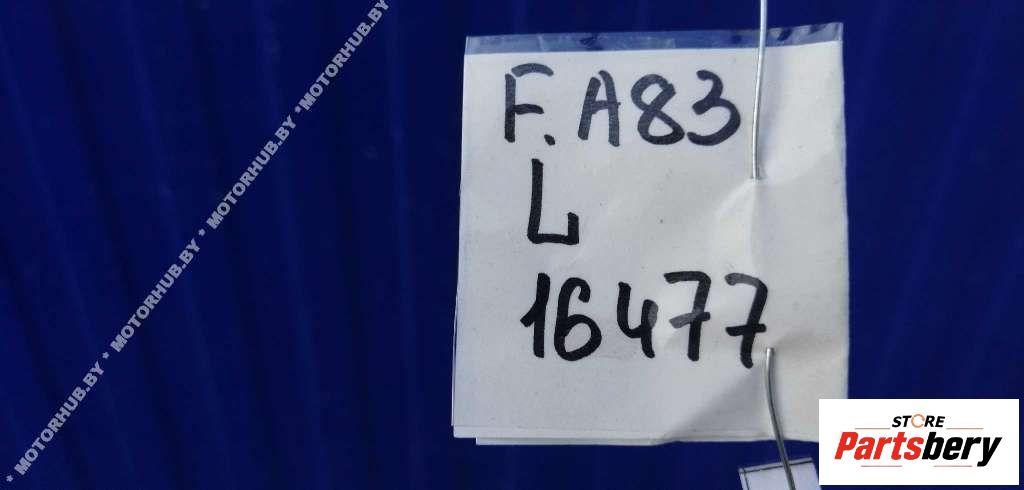 F. A83
L
16477
* MOTORHUB.BY * MOTORHUB.BY * MOTORHUB.BY *MOTORHUB.BY
STORE
Partsbery